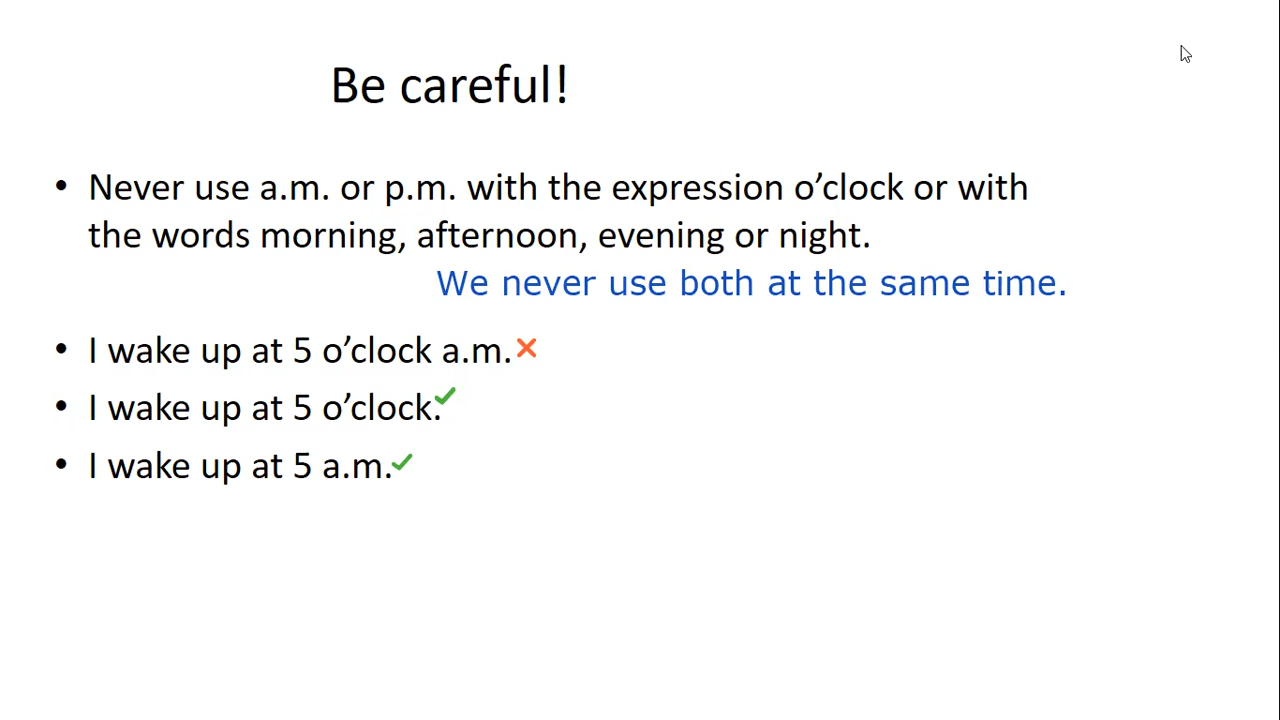 Be careful!
• Never use a.m. or p.m. with the expression o’clock or with
the words morning, afternoon, evening or night.
We never use both at the same time.
• I wake up at 5 o’clock a.m.
• I wake up at 5 o’clock.
• I wake up at 5 a.m.